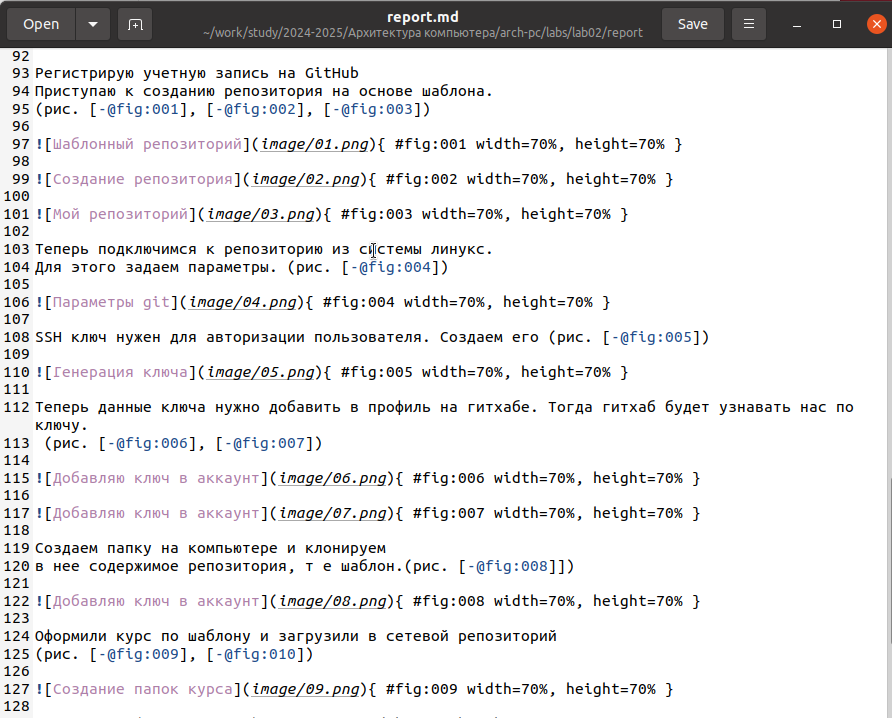 Open
report.md
~/work/study/2024-2025/Архитектура компьютера/arch-pc/labs/lab02/report
Save
92
93 Регистрирую учетную запись на GitHub
94 Приступаю к созданию репозитория на основе шаблона.
95 (рис. [-@fig:001], [-@fig:002], [-@fig:003])
96
97 ![Шаблонный репозиторий](image/01.png){ #fig:001 width=70%, height=70% }
98
99 ![Создание репозитория](image/02.png){ #fig:002 width=70%, height=70% }
100
101 ![Мой репозиторий](image/03.png){ #fig:003 width=70%, height=70% }
102
103 Теперь подключимся к репозиторию из системы линукс.
104 Для этого задаем параметры. (рис. [-@fig:004])
105
106 ![Параметры git](image/04.png){ #fig:004 width=70%, height=70% }
107
108 SSH ключ нужен для авторизации пользователя. Создаем его (рис. [-@fig:005])
109
110 ![Генерация ключа](image/05.png){ #fig:005 width=70%, height=70% }
111
112 Теперь данные ключа нужно добавить в профиль на гитхабе. Тогда гитхаб будет узнавать нас по
ключу.
113  (рис. [-@fig:006], [-@fig:007])
114
115 ![Добавляю ключ в аккаунт](image/06.png){ #fig:006 width=70%, height=70% }
116
117 ![Добавляю ключ в аккаунт](image/07.png){ #fig:007 width=70%, height=70% }
118
119 Создаем папку на компьютере и клонируем
120 в нее содержимое репозитория, т е шаблон.(рис. [-@fig:008]])
121
122 ![Добавляю ключ в аккаунт](image/08.png){ #fig:008 width=70%, height=70% }
123
124 Оформили курс по шаблону и загрузили в сетевой репозиторий
125 (рис. [-@fig:009], [-@fig:010])
126
127 ![Создание папок курса](image/09.png){ #fig:009 width=70%, height=70% }
128